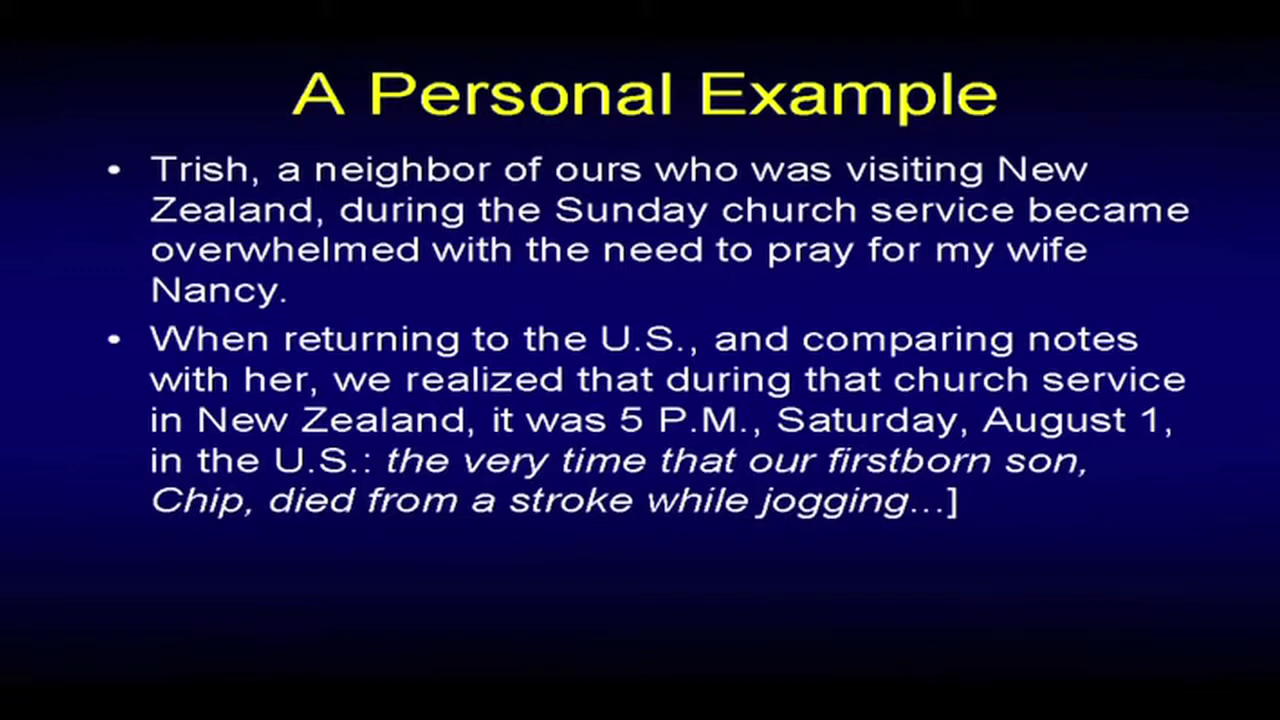 A Personal Example
• Trish, a neighbor of ours who was visiting New
Zealand, during the Sunday church service became
overwhelmed with the need to pray for my wife
Nancy.
• When returning to the U.S., and comparing notes
with her, we realized that during that church service
in New Zealand, it was 5 P.M., Saturday, August 1,
in the U.S.: the very time that our firstborn son,
Chip, died from a stroke while jogging...]